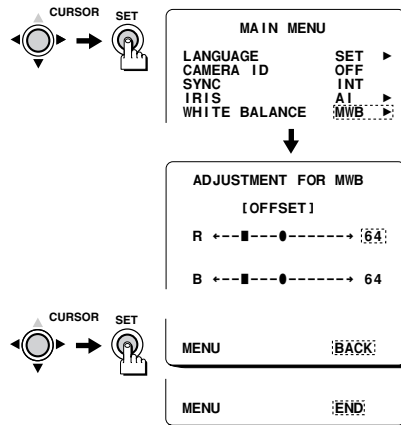 CURSOR SET
MAIN MENU
LANGUAGE SET ►
CAMERA ID OFF
SYNC INT
IRIS AI ►
WHITE BALANCE MWB ►
ADJUSTMENT FOR MWB
[OFFSET]
R ←--■---●------→ 64
B ←--■---●------→ 64
CURSOR SET
MENU BACK
MENU END